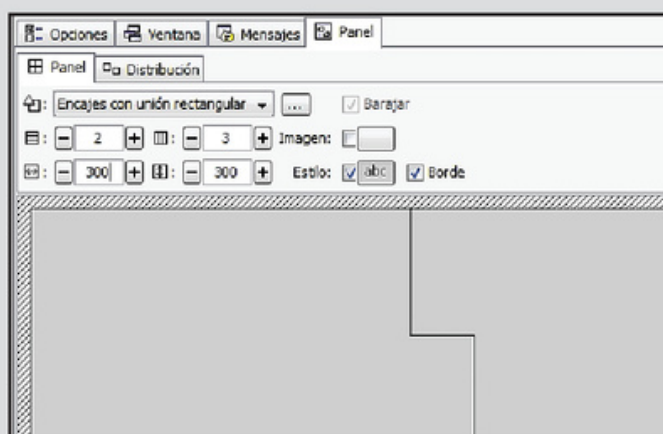 Opciones Ventana Mensajes Panel
Panel Distribución
: Encajes con unión rectangular ... Barajar
: 2 : 3 Imagen:
: 300 : 300 Estilo: abc Borde